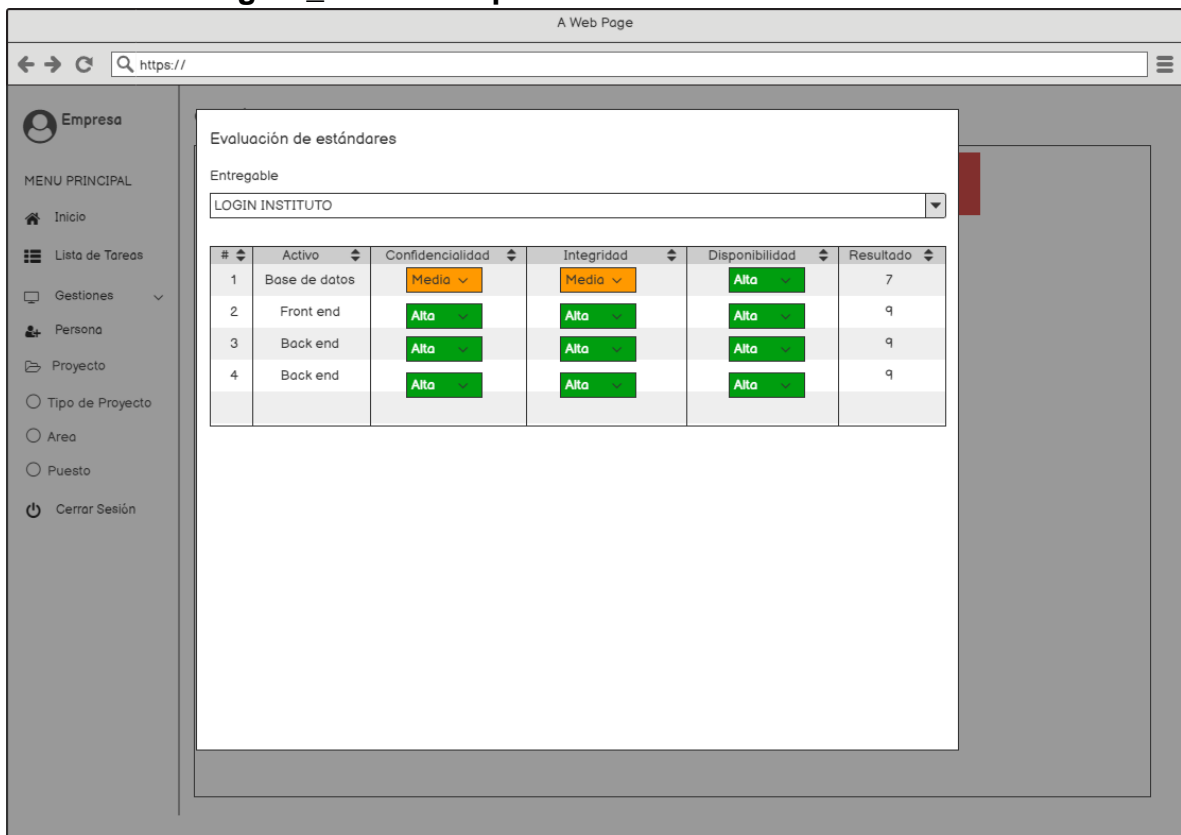 A Web Page
https://
Empresa
MENU PRINCIPAL
Inicio
Lista de Tareas
Gestiones
Persona
Proyecto
Tipo de Proyecto
Area
Puesto
Cerrar Sesión
Evaluación de estándares
Entregable
LOGIN INSTITUTO
# Activo Confidencialidad Integridad Disponibilidad Resultado
1 Base de datos Media Media Alta 7
2 Front end Alta Alta Alta 9
3 Back end Alta Alta Alta 9
4 Back end Alta Alta Alta 9